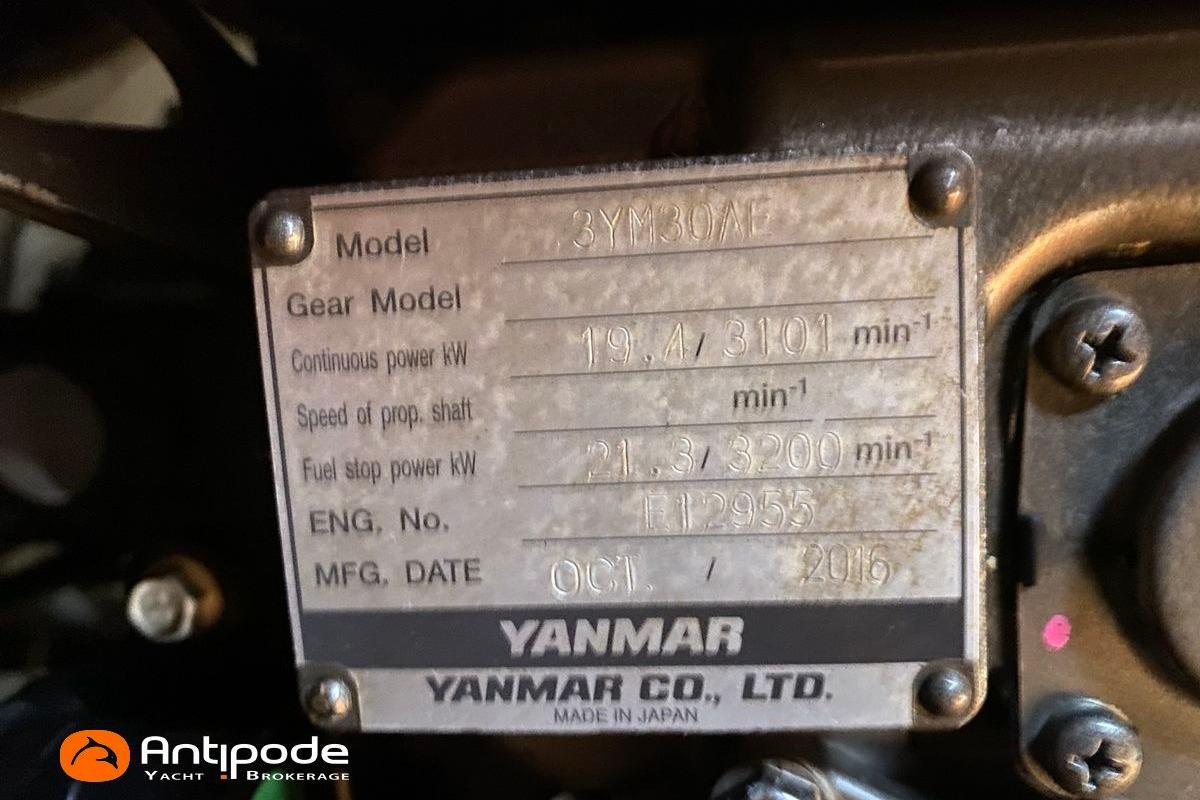 Model 3YM30AE
Gear Model
Continuous power kW 19.4/ 3101 min-1
Speed of prop. shaft min-1
Fuel stop power kW 21.3/ 3200 min-1
ENG. No. E12955
MFG. DATE OCT. / 2016
YANMAR
YANMAR CO., LTD.
MADE IN JAPAN
Antipode
YACHT BROKERAGE